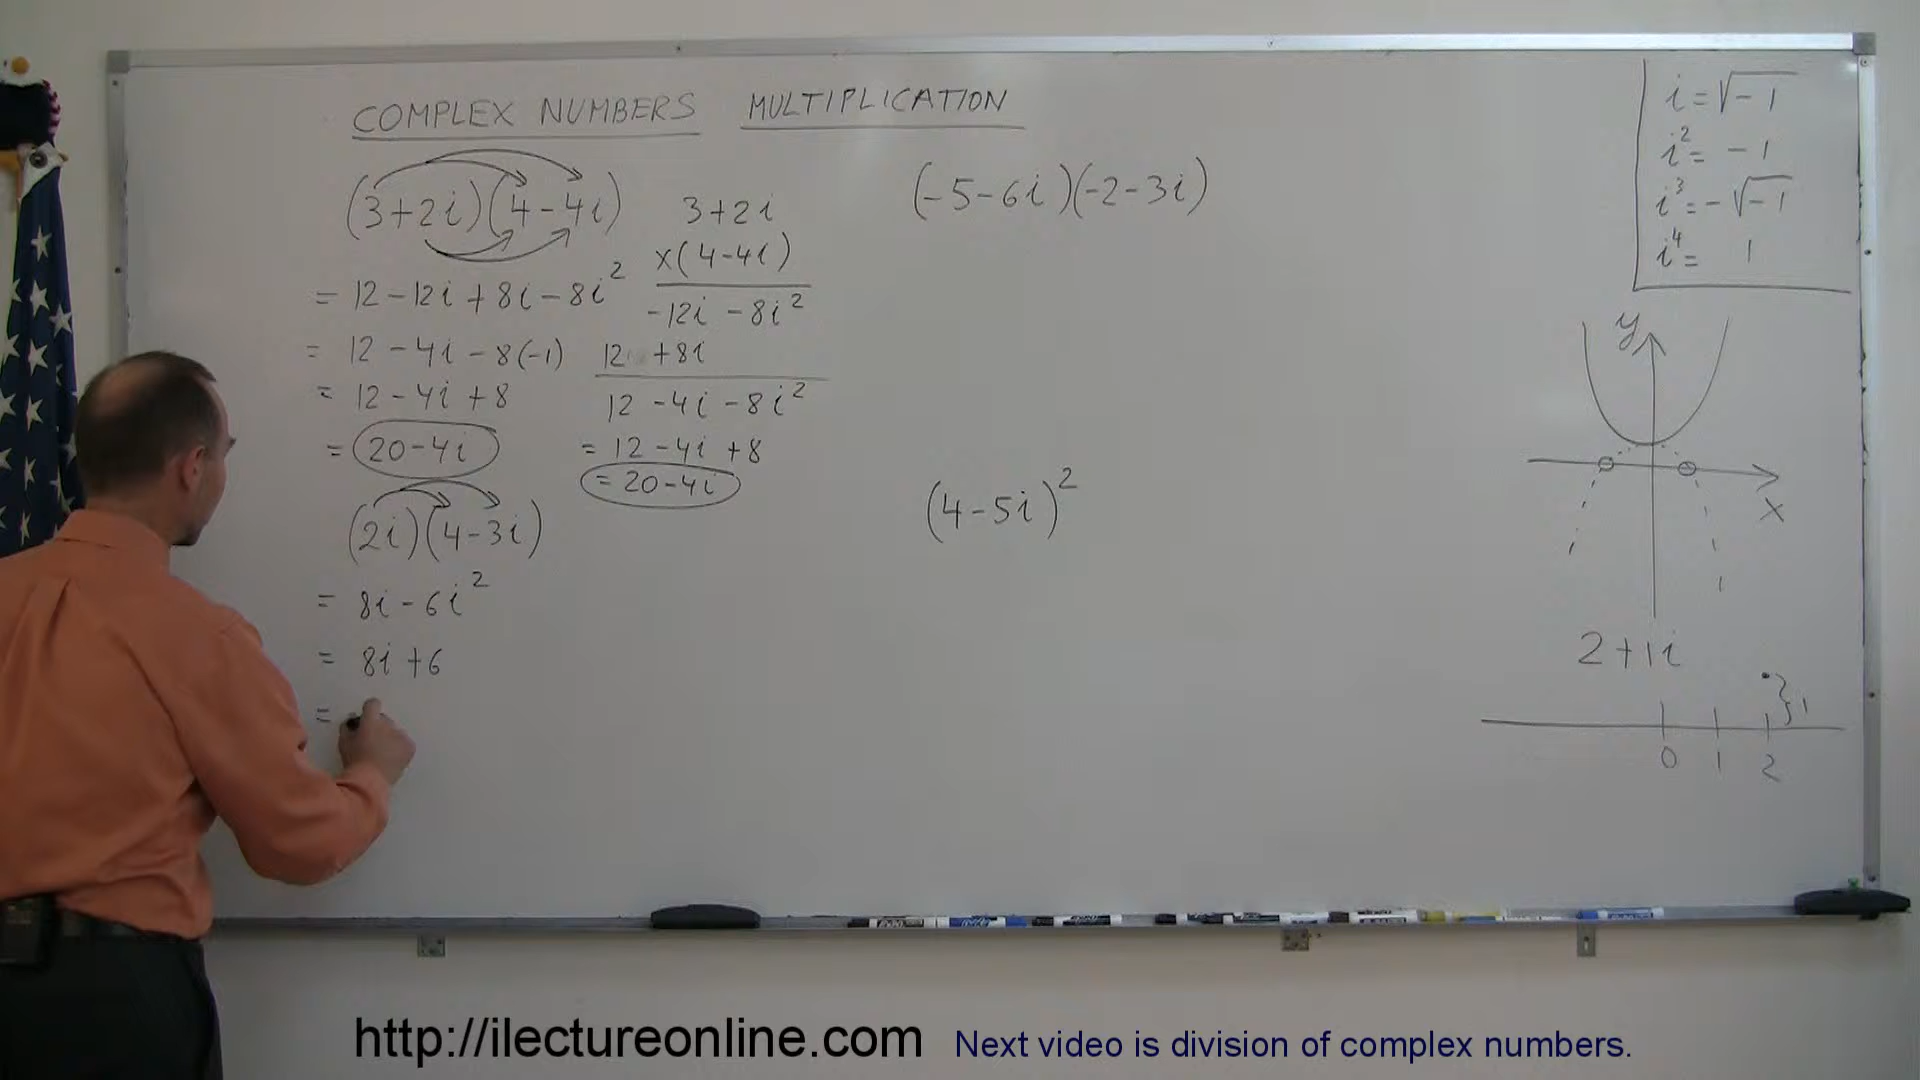 COMPLEX NUMBERS MULTIPLICATION
(3+2i)(4-4i)
= 12 - 12i + 8i - 8i²
= 12 - 4i - 8(-1)
= 12 - 4i + 8
= 20 - 4i
3+2i
x(4-4i)
-12i - 8i²
12 +8i
12 - 4i - 8i²
= 12 - 4i + 8
= 20 - 4i
(2i)(4-3i)
= 8i - 6i²
= 8i + 6
=
(-5-6i)(-2-3i)
(4-5i)²
i = √-1
i² = -1
i³ = -√-1
i⁴ = 1
y
x
2+1i
1
0 1 2
http://ilectureonline.com Next video is division of complex numbers.